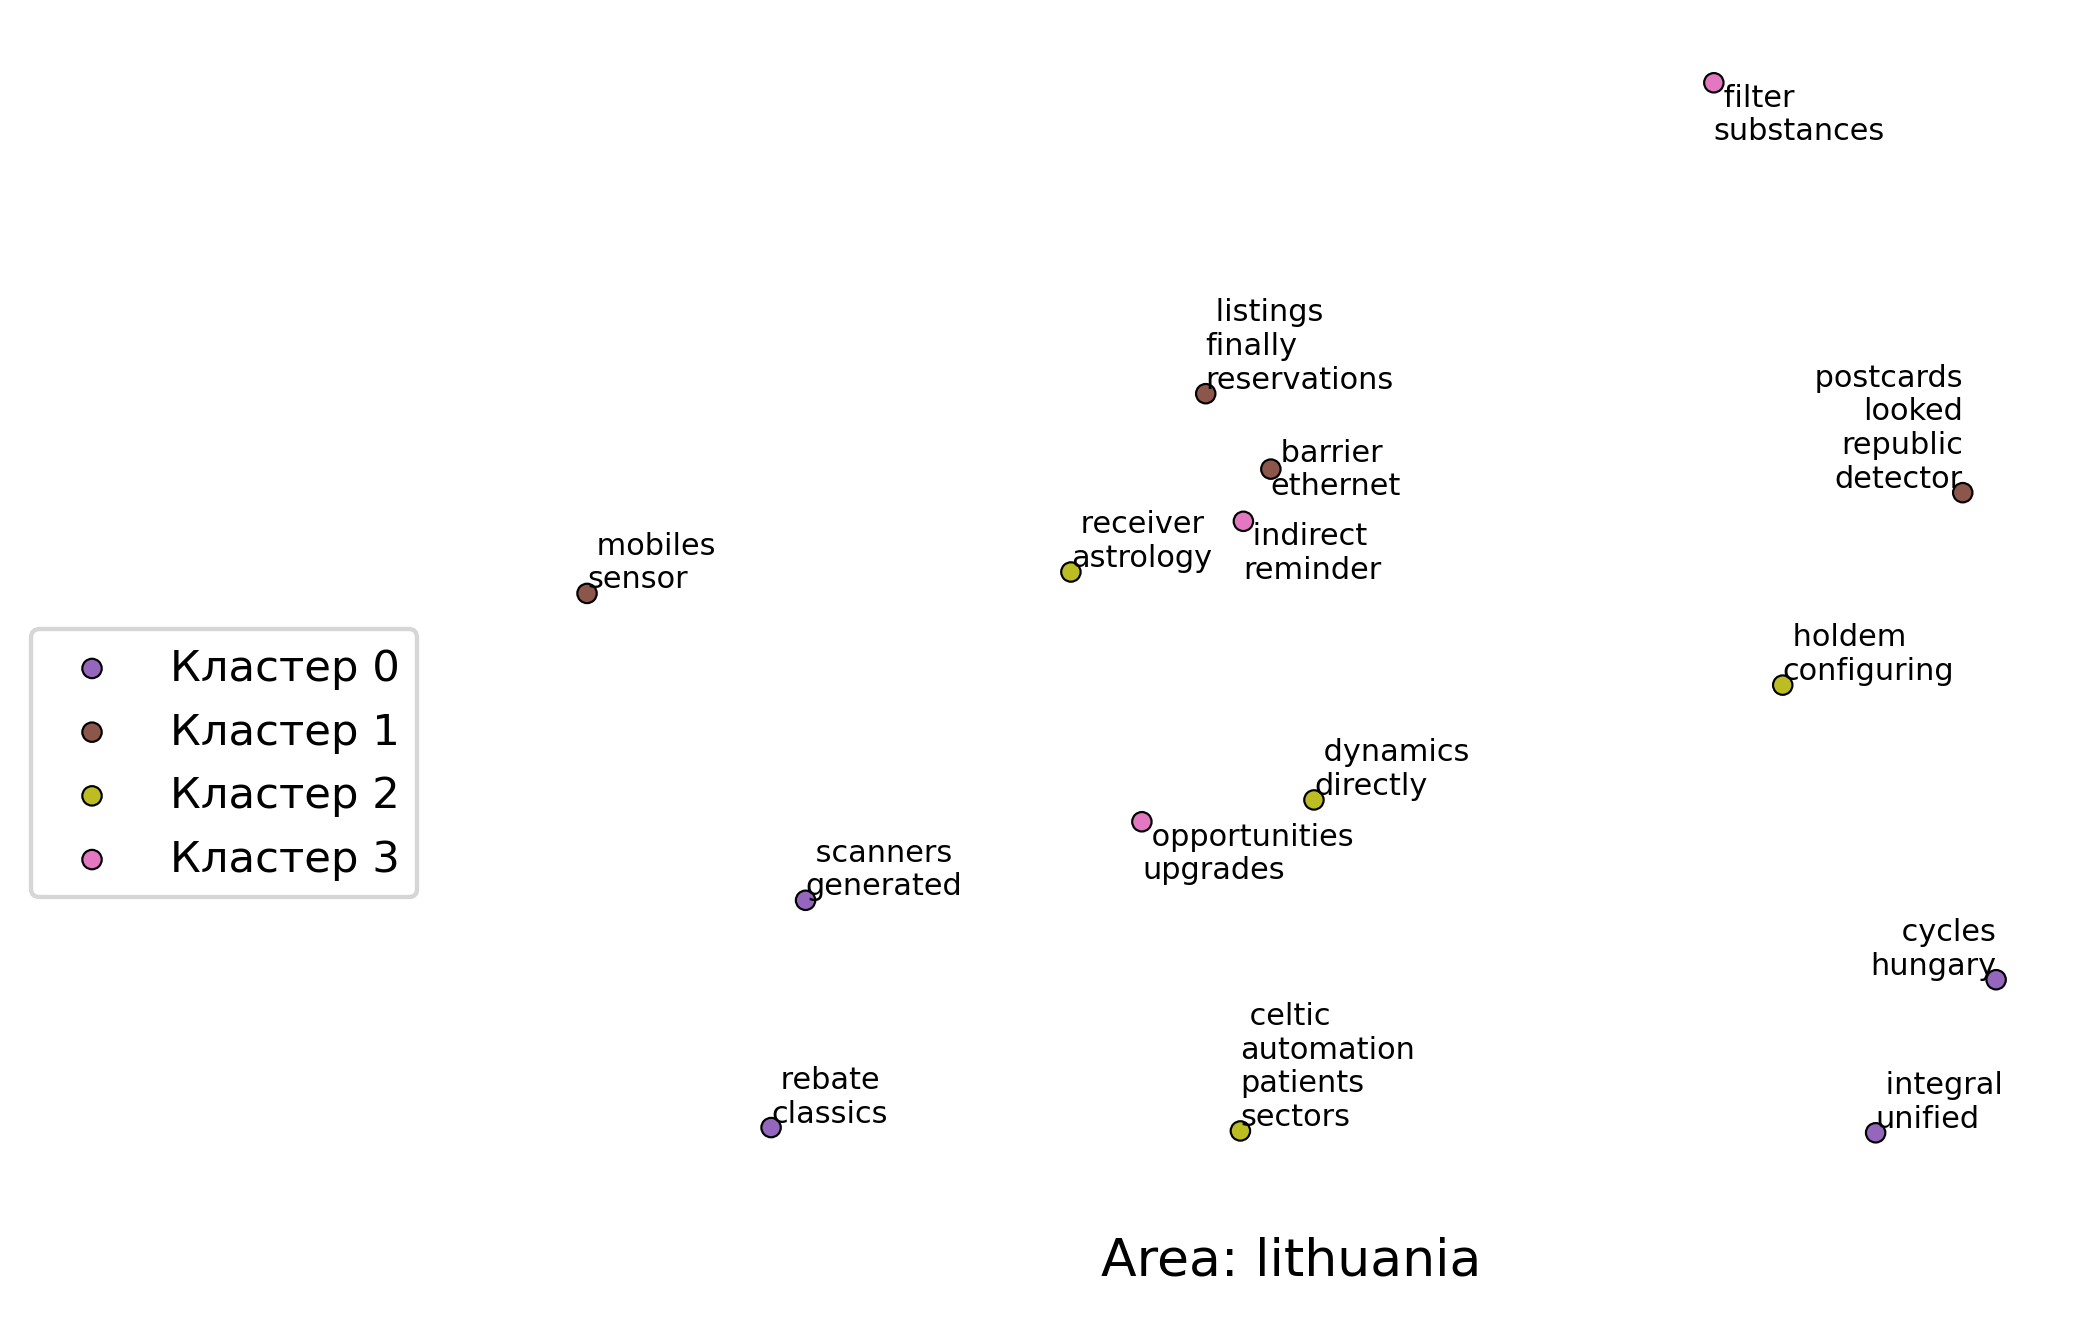 filter
substances
listings
finally
reservations
postcards
looked
republic
detector
barrier
ethernet
receiver
astrology
indirect
reminder
mobiles
sensor
holdem
configuring
Кластер 0
Кластер 1
Кластер 2
Кластер 3
dynamics
directly
opportunities
upgrades
scanners
generated
cycles
hungary
celtic
automation
patients
sectors
rebate
classics
integral
unified
Area: lithuania